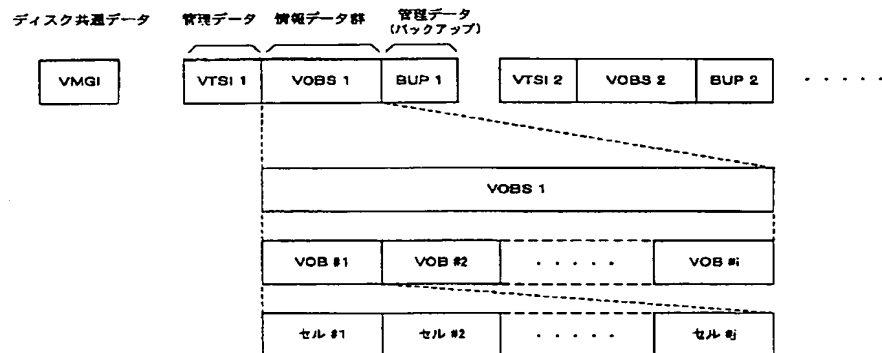 ディスク共通データ 管理データ 情報データ群 管理データ
(バックアップ)
VMGI VTSI 1 VOBS 1 BUP 1 VTSI 2 VOBS 2 BUP 2 ・・・・・
VOBS 1
VOB #1 VOB #2 ・・・・・ VOB #i
セル #1 セル #2 ・・・・・ セル #j